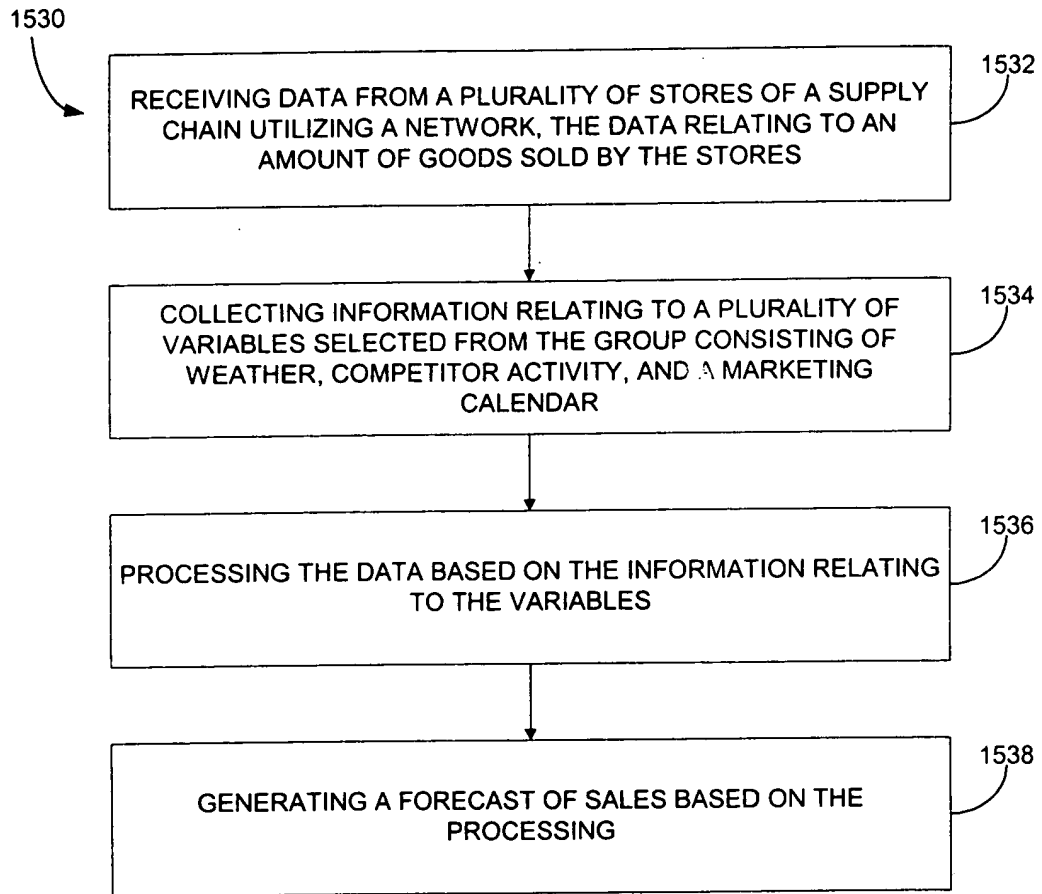 1530
1532
RECEIVING DATA FROM A PLURALITY OF STORES OF A SUPPLY
CHAIN UTILIZING A NETWORK, THE DATA RELATING TO AN
AMOUNT OF GOODS SOLD BY THE STORES
1534
COLLECTING INFORMATION RELATING TO A PLURALITY OF
VARIABLES SELECTED FROM THE GROUP CONSISTING OF
WEATHER, COMPETITOR ACTIVITY, AND A MARKETING
CALENDAR
1536
PROCESSING THE DATA BASED ON THE INFORMATION RELATING
TO THE VARIABLES
1538
GENERATING A FORECAST OF SALES BASED ON THE
PROCESSING